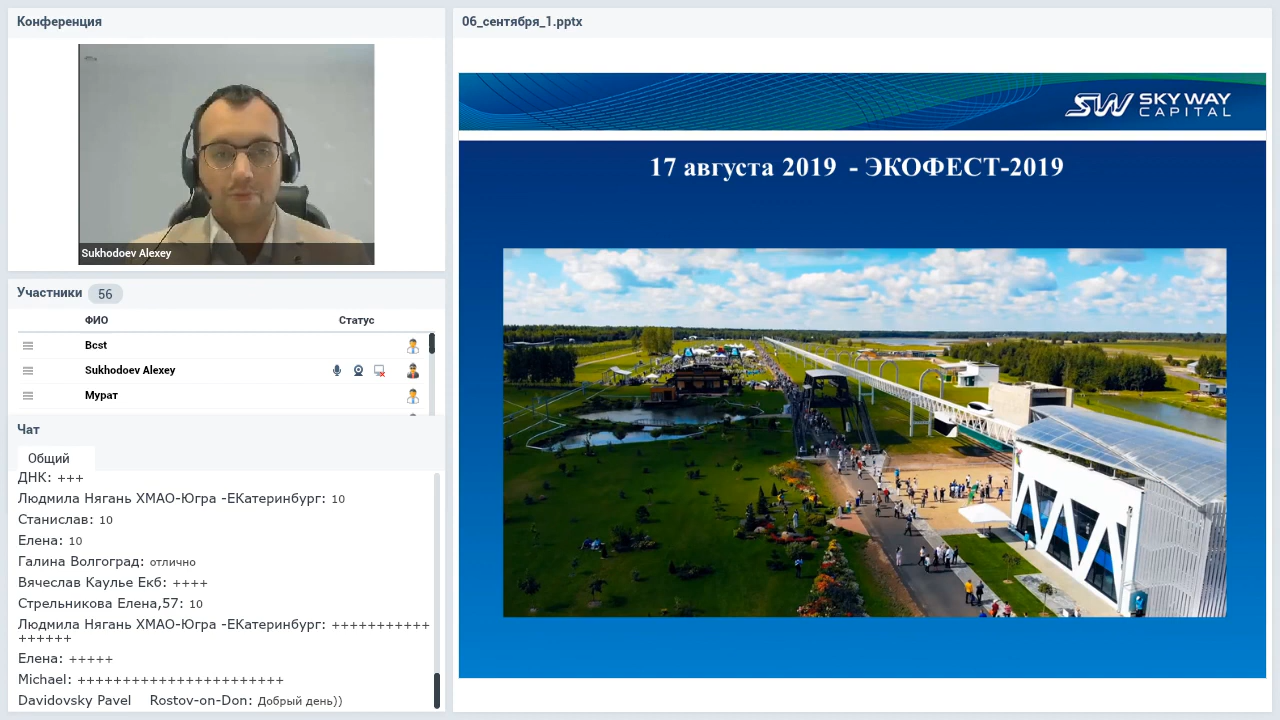 Конференция
Sukhodoev Alexey
Участники 56
ФИО Статус
Bcst
Sukhodoev Alexey
Мурат
Чат
Общий
ДНК: +++
Людмила Нягань ХМАО-Югра -ЕКатеринбург: 10
Станислав: 10
Елена: 10
Галина Волгоград: отлично
Вячеслав Каулье Екб: ++++
Стрельникова Елена,57: 10
Людмила Нягань ХМАО-Югра -ЕКатеринбург: +++++++++++
++++++
Елена: +++++
Michael: +++++++++++++++++++++++
Davidovsky Pavel Rostov-on-Don: Добрый день))
06_сентября_1.pptx
SW SKY WAY
CAPITAL
17 августа 2019 - ЭКОФЕСТ-2019